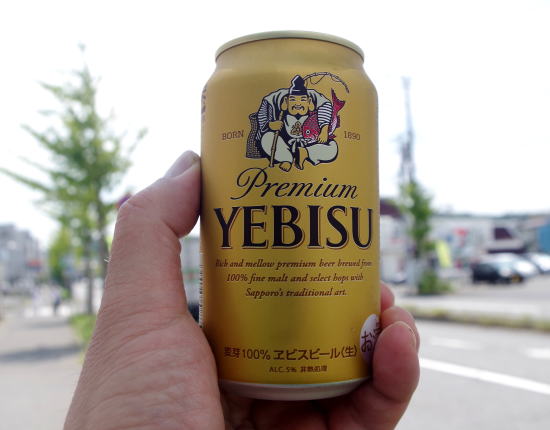 BORN 1890
Premium
YEBISU
Rich and mellow premium beer brewed from
100% fine malt and select hops with
Sapporo's traditional art.
麦芽100% ヱビスビール〈生〉
ALC. 5% 非熱処理